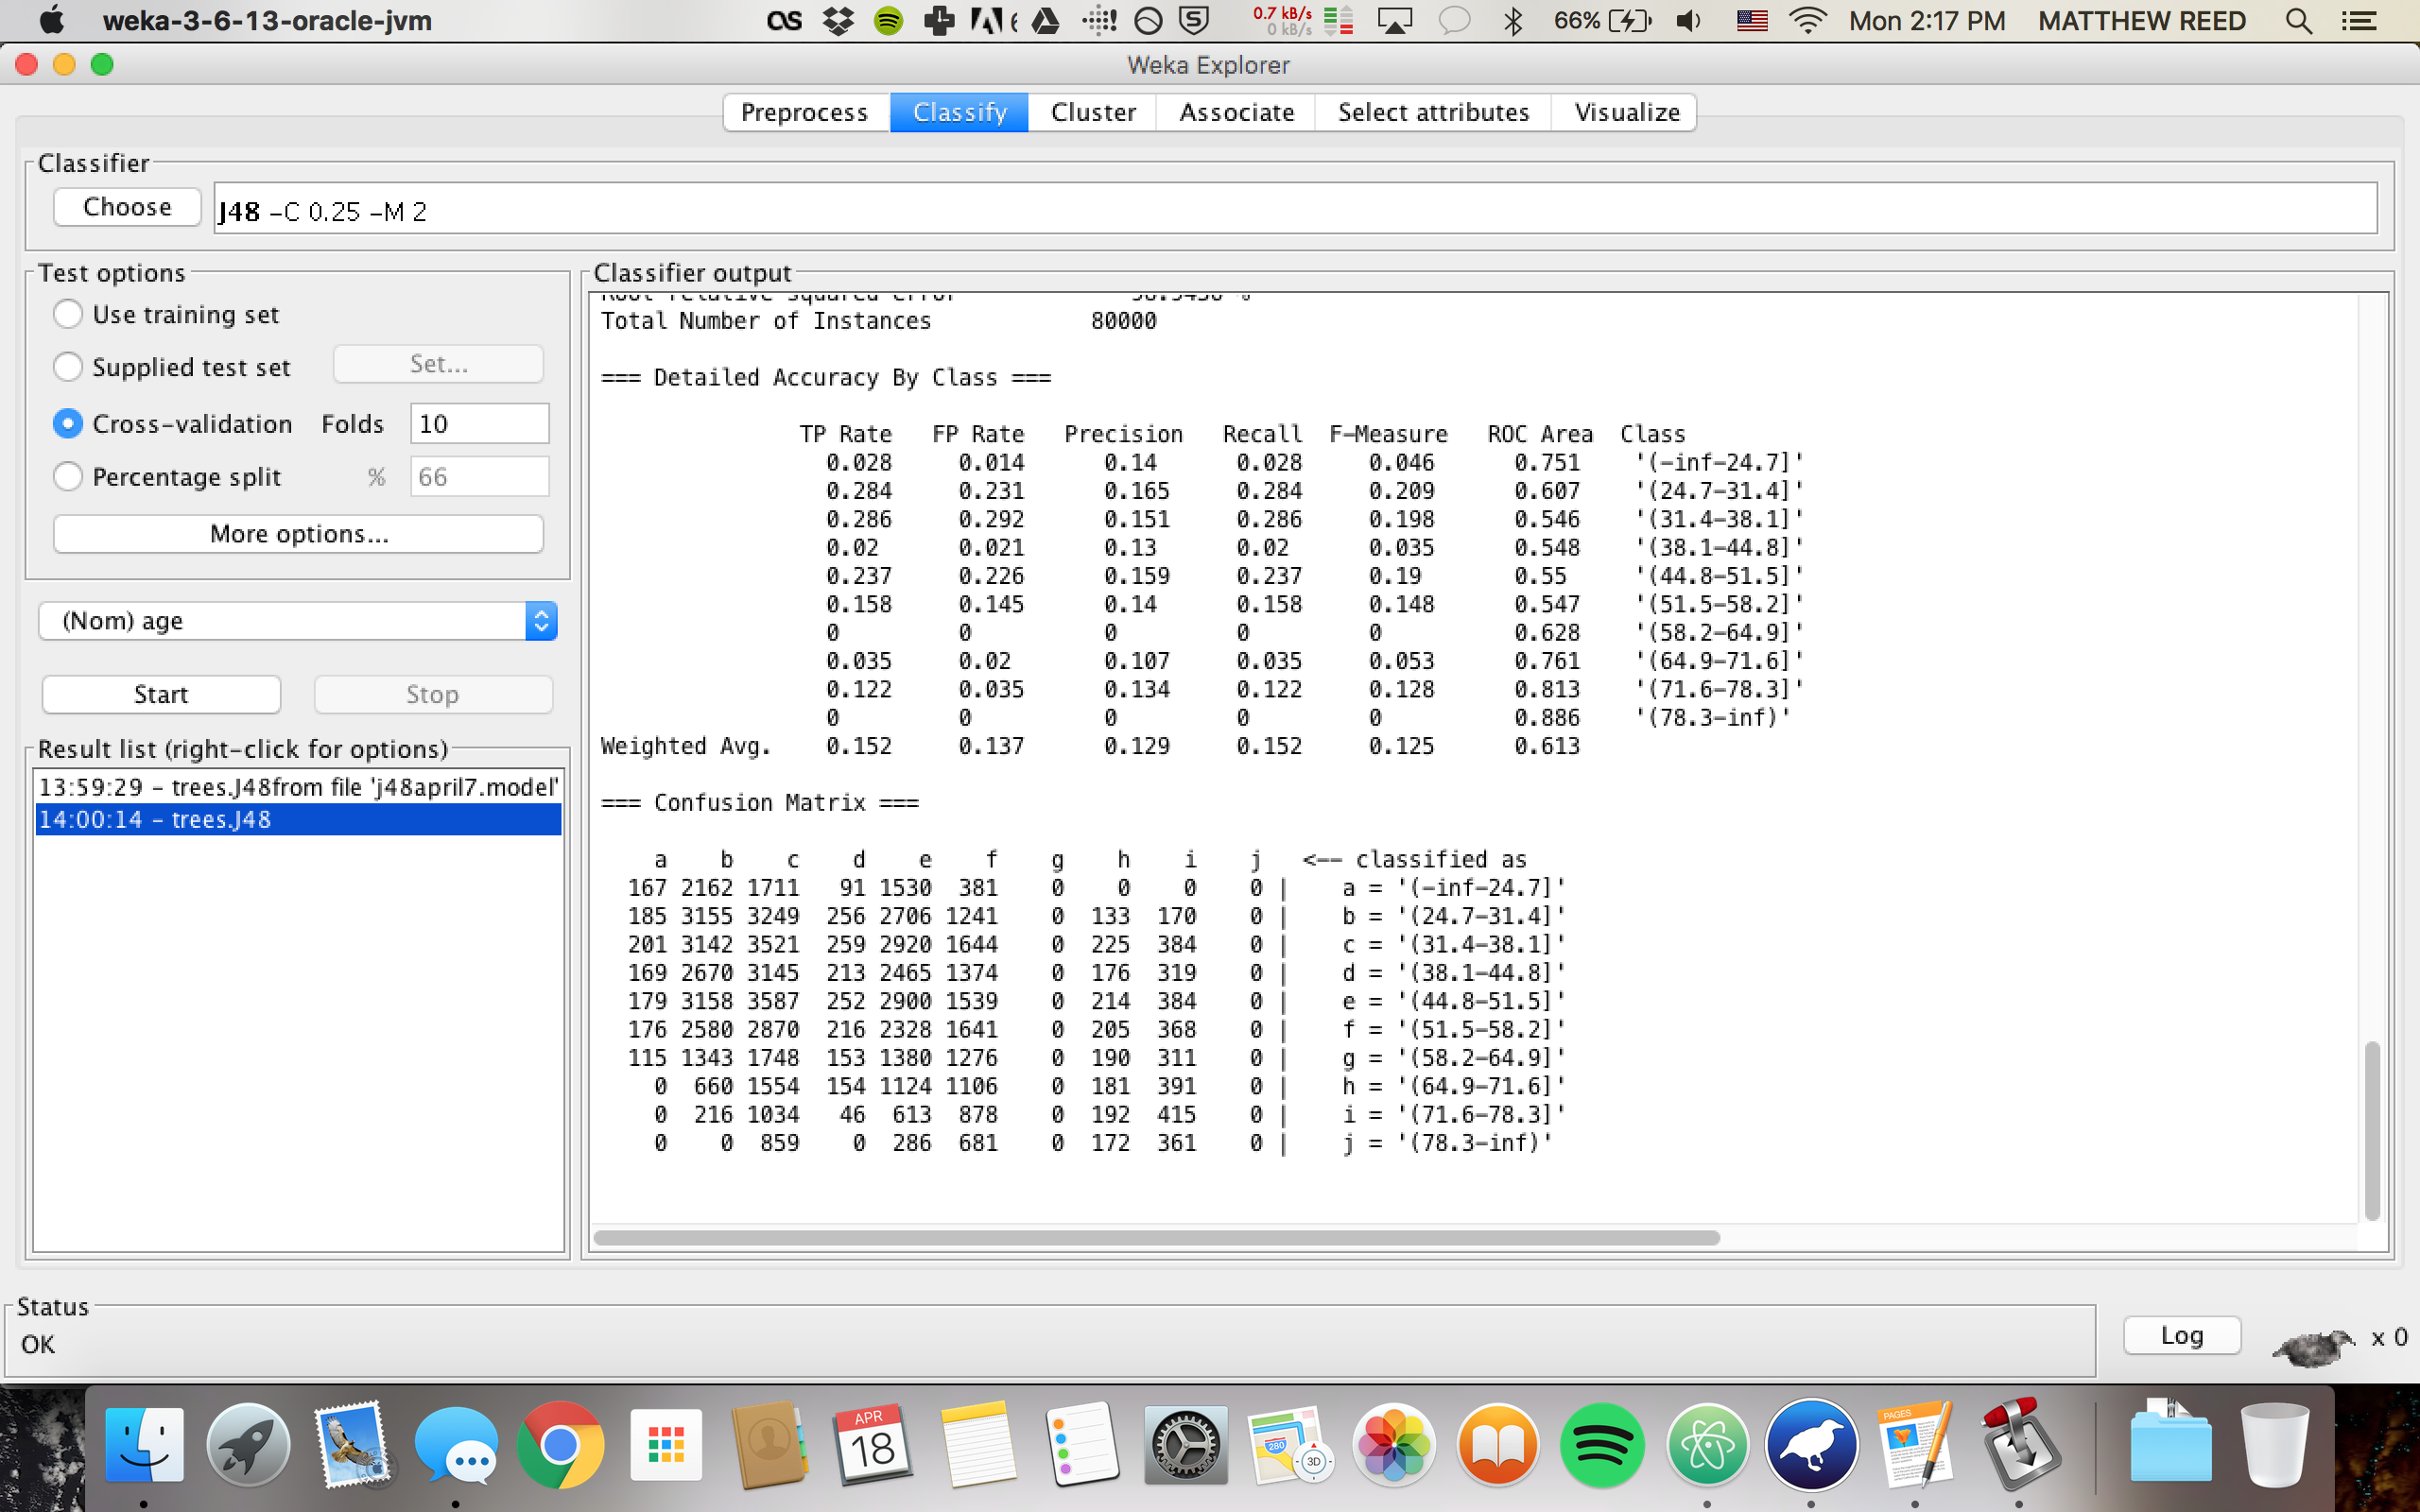 weka-3-6-13-oracle-jvm 0.7 kB/s 0 kB/s 66% Mon 2:17 PM MATTHEW REED
Weka Explorer
Preprocess Classify Cluster Associate Select attributes Visualize
Classifier
Choose J48 -C 0.25 -M 2
Test options
Use training set
Supplied test set Set...
Cross-validation Folds 10
Percentage split % 66
More options...
(Nom) age
Start Stop
Result list (right-click for options)
13:59:29 - trees.J48from file 'j48april7.model'
14:00:14 - trees.J48
Classifier output
Root relative squared error
Total Number of Instances 80000
=== Detailed Accuracy By Class ===
TP Rate FP Rate Precision Recall F-Measure ROC Area Class
0.028 0.014 0.14 0.028 0.046 0.751 '(-inf-24.7]'
0.284 0.231 0.165 0.284 0.209 0.607 '(24.7-31.4]'
0.286 0.292 0.151 0.286 0.198 0.546 '(31.4-38.1]'
0.02 0.021 0.13 0.02 0.035 0.548 '(38.1-44.8]'
0.237 0.226 0.159 0.237 0.19 0.55 '(44.8-51.5]'
0.158 0.145 0.14 0.158 0.148 0.547 '(51.5-58.2]'
0 0 0 0 0 0.628 '(58.2-64.9]'
0.035 0.02 0.107 0.035 0.053 0.761 '(64.9-71.6]'
0.122 0.035 0.134 0.122 0.128 0.813 '(71.6-78.3]'
0 0 0 0 0 0.886 '(78.3-inf)'
Weighted Avg. 0.152 0.137 0.129 0.152 0.125 0.613
=== Confusion Matrix ===
a b c d e f g h i j <-- classified as
167 2162 1711 91 1530 381 0 0 0 0 | a = '(-inf-24.7]'
185 3155 3249 256 2706 1241 0 133 170 0 | b = '(24.7-31.4]'
201 3142 3521 259 2920 1644 0 225 384 0 | c = '(31.4-38.1]'
169 2670 3145 213 2465 1374 0 176 319 0 | d = '(38.1-44.8]'
179 3158 3587 252 2900 1539 0 214 384 0 | e = '(44.8-51.5]'
176 2580 2870 216 2328 1641 0 205 368 0 | f = '(51.5-58.2]'
115 1343 1748 153 1380 1276 0 190 311 0 | g = '(58.2-64.9]'
0 660 1554 154 1124 1106 0 181 391 0 | h = '(64.9-71.6]'
0 216 1034 46 613 878 0 192 415 0 | i = '(71.6-78.3]'
0 0 859 0 286 681 0 172 361 0 | j = '(78.3-inf)'
Status
OK
Log x 0
APR
18
280
3D
PAGES